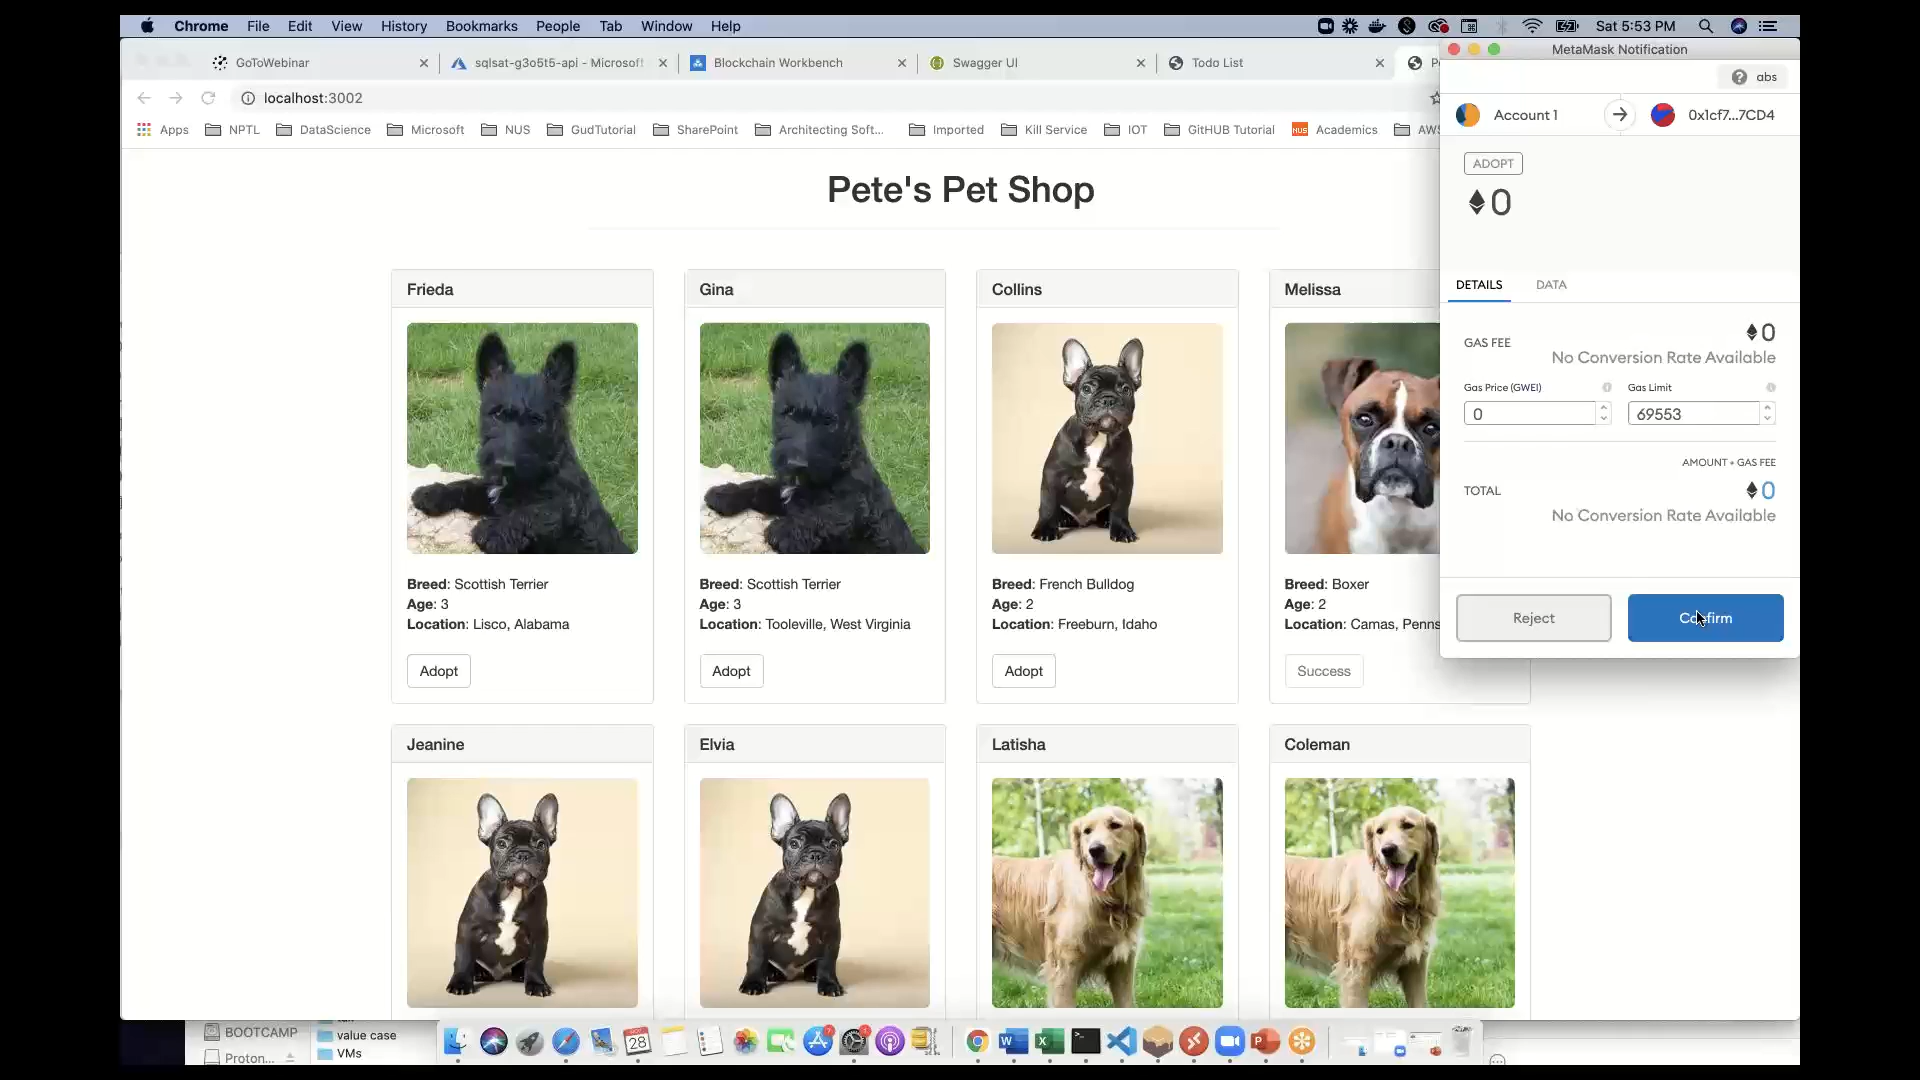 Chrome File Edit View History Bookmarks People Tab Window Help Sat 5:53 PM
MetaMask Notification
GoToWebinar sqlsat-g3o5t5-api - Microsoft Blockchain Workbench Swagger UI Todo List
localhost:3002
Apps NPTL DataScience Microsoft NUS GudTutorial SharePoint Architecting Soft... Imported Kill Service IOT GitHUB Tutorial NUS Academics
abs
Account 1 0x1cf7...7CD4
ADOPT
0
DETAILS DATA
GAS FEE 0
No Conversion Rate Available
Gas Price (GWEI) Gas Limit
0 69553
AMOUNT + GAS FEE
TOTAL 0
No Conversion Rate Available
Reject Confirm
Pete's Pet Shop
Frieda
Breed: Scottish Terrier
Age: 3
Location: Lisco, Alabama
Adopt
Gina
Breed: Scottish Terrier
Age: 3
Location: Tooleville, West Virginia
Adopt
Collins
Breed: French Bulldog
Age: 2
Location: Freeburn, Idaho
Adopt
Melissa
Breed: Boxer
Age: 2
Location: Camas, Penns
Success
Jeanine
Elvia
Latisha
Coleman
BOOTCAMP value case
Proton... VMs
28